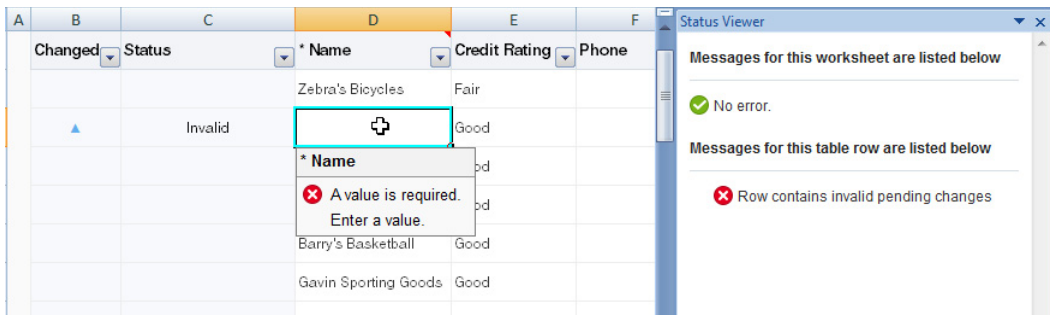 A B C D E F
Status Viewer
Changed Status * Name Credit Rating Phone
Messages for this worksheet are listed below
Zebra's Bicycles Fair
No error.
Invalid Good
Messages for this table row are listed below
* Name
A value is required.
Enter a value.
Row contains invalid pending changes
Barry's Basketball Good
Gavin Sporting Goods Good